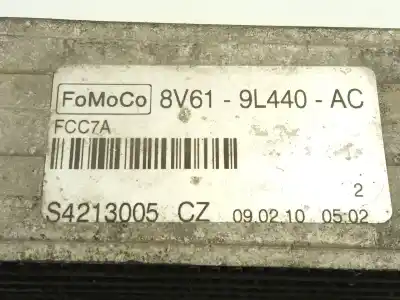 FoMoCo 8V61 - 9L440 - AC
FCC7A
2
S4213005 CZ 09.02.10 05:02